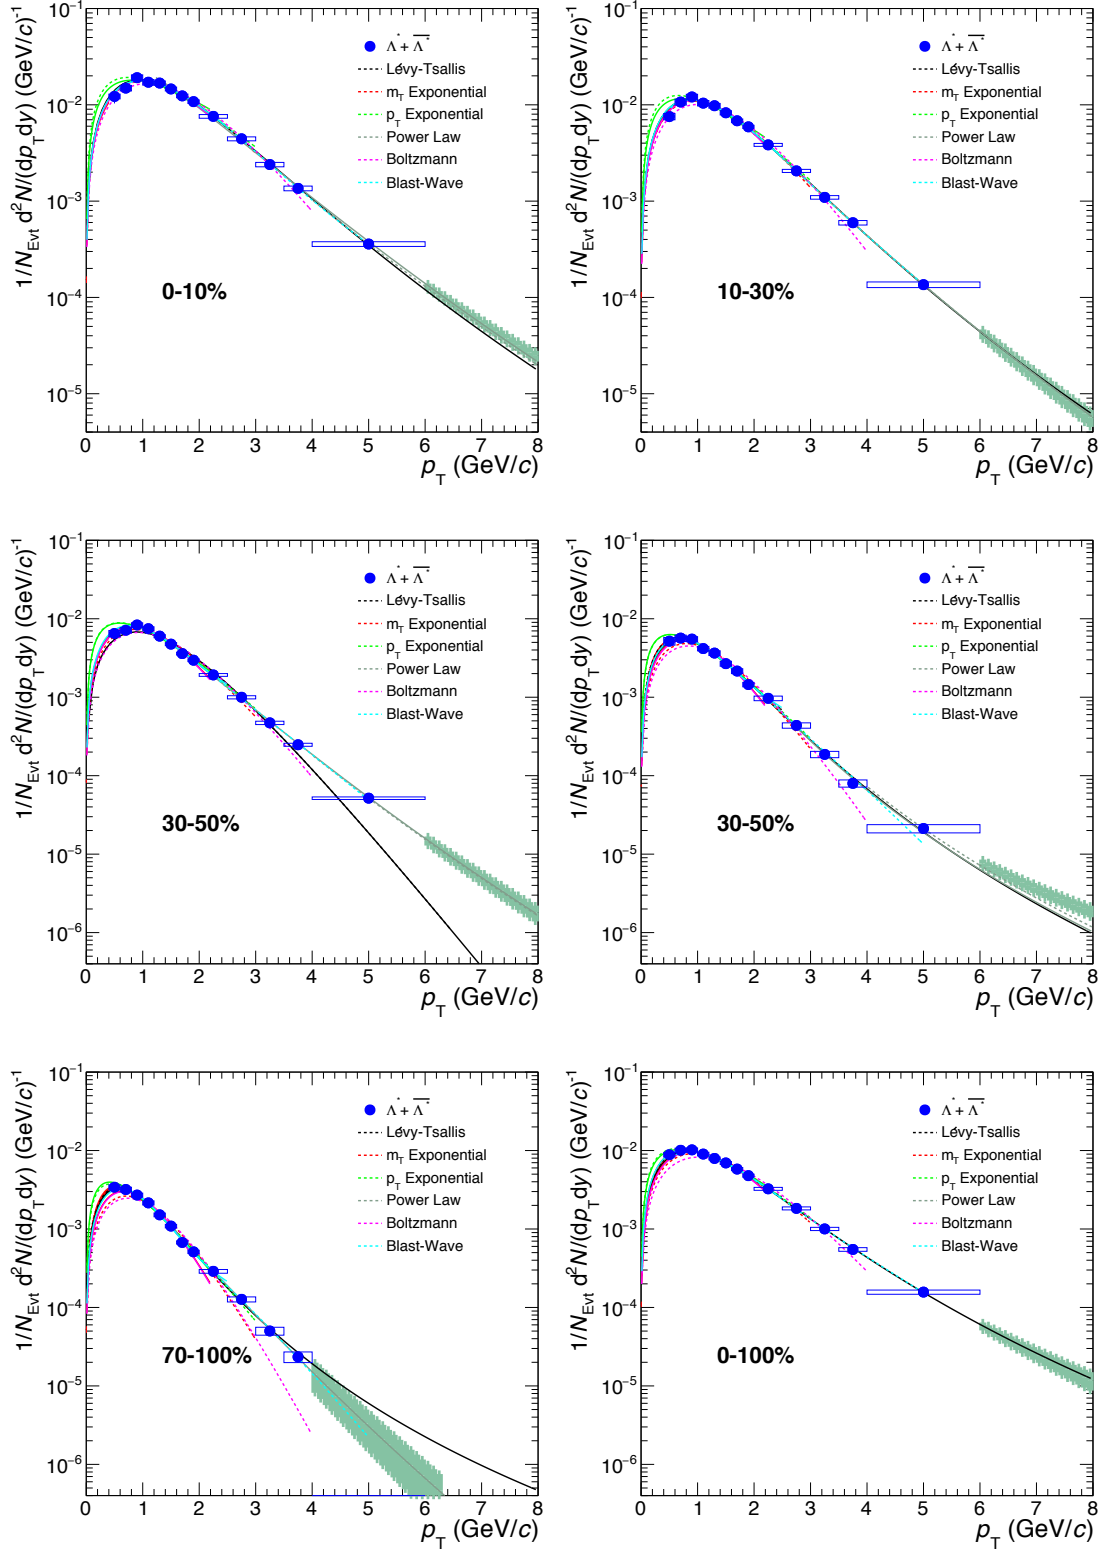 1/N_Evt d²N/(dp_T dy) (GeV/c)⁻¹
10⁻¹
10⁻²
10⁻³
10⁻⁴
10⁻⁵
Λ* + Λ̅*
Lévy-Tsallis
m_T Exponential
p_T Exponential
Power Law
Boltzmann
Blast-Wave
0-10%
0 1 2 3 4 5 6 7 8
p_T (GeV/c)
1/N_Evt d²N/(dp_T dy) (GeV/c)⁻¹
10⁻¹
10⁻²
10⁻³
10⁻⁴
10⁻⁵
Λ* + Λ̅*
Lévy-Tsallis
m_T Exponential
p_T Exponential
Power Law
Boltzmann
Blast-Wave
10-30%
0 1 2 3 4 5 6 7 8
p_T (GeV/c)
1/N_Evt d²N/(dp_T dy) (GeV/c)⁻¹
10⁻¹
10⁻²
10⁻³
10⁻⁴
10⁻⁵
10⁻⁶
Λ* + Λ̅*
Lévy-Tsallis
m_T Exponential
p_T Exponential
Power Law
Boltzmann
Blast-Wave
30-50%
0 1 2 3 4 5 6 7 8
p_T (GeV/c)
1/N_Evt d²N/(dp_T dy) (GeV/c)⁻¹
10⁻¹
10⁻²
10⁻³
10⁻⁴
10⁻⁵
10⁻⁶
Λ* + Λ̅*
Lévy-Tsallis
m_T Exponential
p_T Exponential
Power Law
Boltzmann
Blast-Wave
30-50%
0 1 2 3 4 5 6 7 8
p_T (GeV/c)
1/N_Evt d²N/(dp_T dy) (GeV/c)⁻¹
10⁻¹
10⁻²
10⁻³
10⁻⁴
10⁻⁵
10⁻⁶
Λ* + Λ̅*
Lévy-Tsallis
m_T Exponential
p_T Exponential
Power Law
Boltzmann
Blast-Wave
70-100%
0 1 2 3 4 5 6 7 8
p_T (GeV/c)
1/N_Evt d²N/(dp_T dy) (GeV/c)⁻¹
10⁻¹
10⁻²
10⁻³
10⁻⁴
10⁻⁵
10⁻⁶
Λ* + Λ̅*
Lévy-Tsallis
m_T Exponential
p_T Exponential
Power Law
Boltzmann
Blast-Wave
0-100%
0 1 2 3 4 5 6 7 8
p_T (GeV/c)